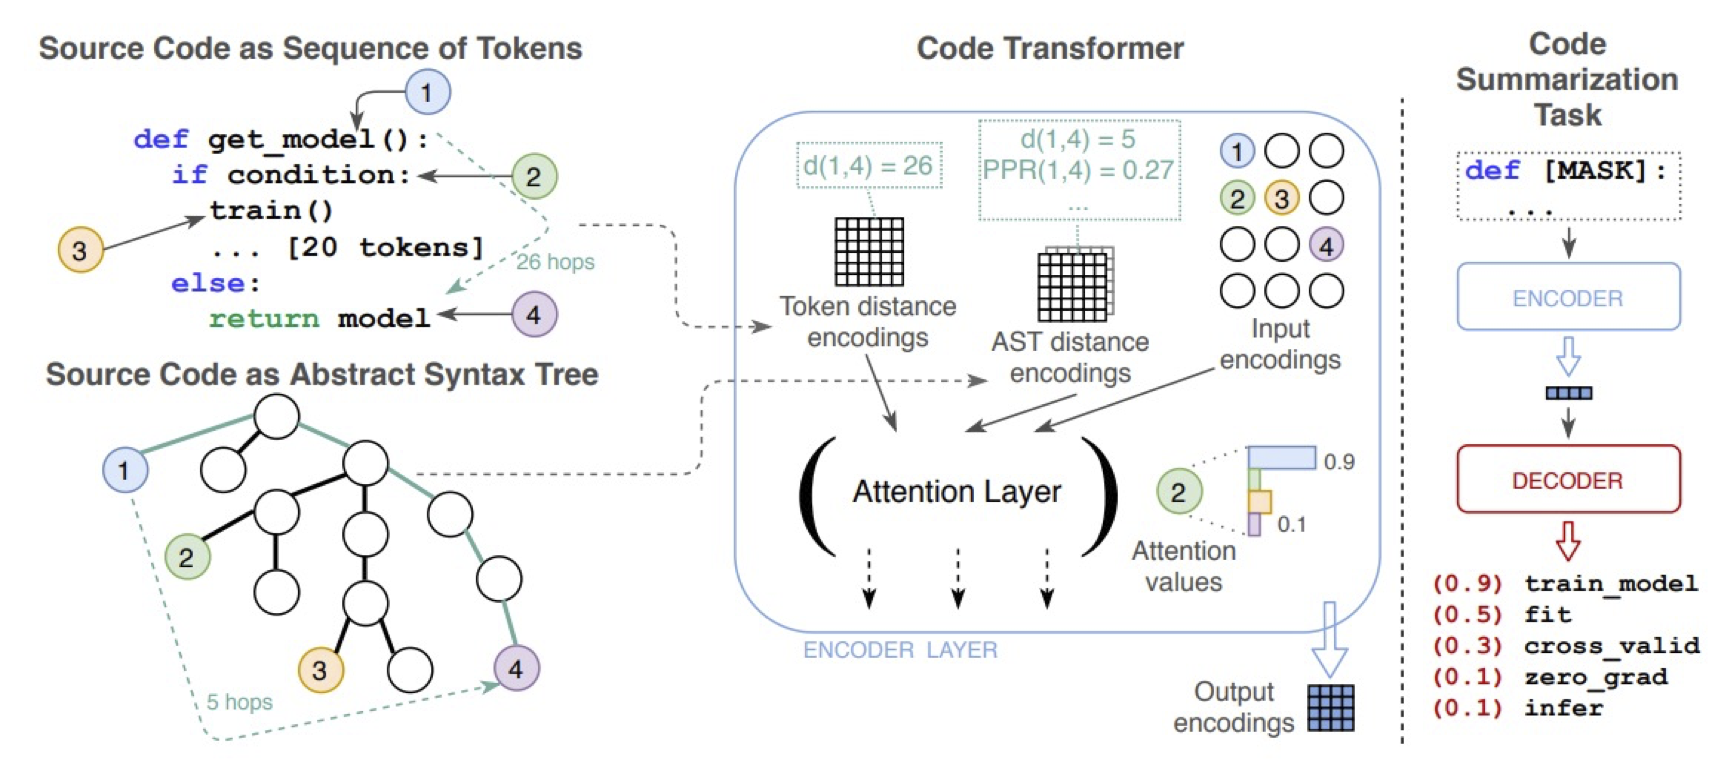 Source Code as Sequence of Tokens
1
def get_model():
if condition:
2
train()
3
... [20 tokens]
26 hops
else:
return model
4
Source Code as Abstract Syntax Tree
1
2
3
4
5 hops
Code Transformer
d(1,4) = 26
d(1,4) = 5
PPR(1,4) = 0.27
...
1
2 3
4
Token distance
encodings
AST distance
encodings
Input
encodings
( Attention Layer )
2
0.9
0.1
Attention
values
ENCODER LAYER
Output
encodings
Code
Summarization
Task
def [MASK]:
...
ENCODER
DECODER
(0.9) train_model
(0.5) fit
(0.3) cross_valid
(0.1) zero_grad
(0.1) infer